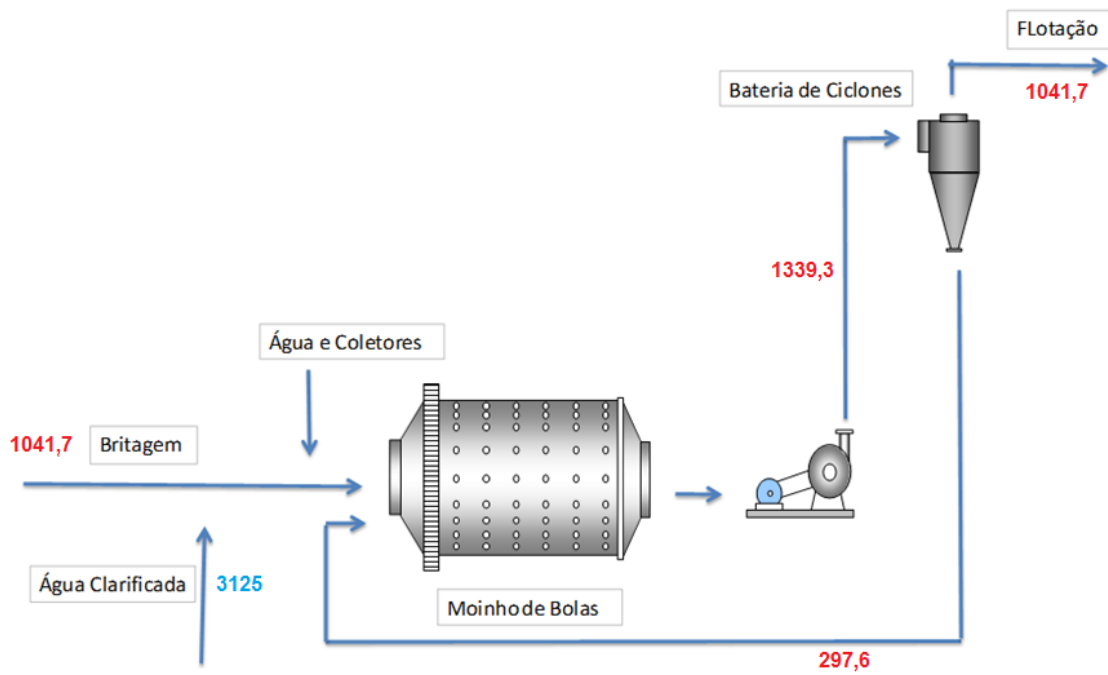 FLotação
1041,7
Bateria de Ciclones
1339,3
Água e Coletores
1041,7 Britagem
Água Clarificada 3125
Moinho de Bolas
297,6